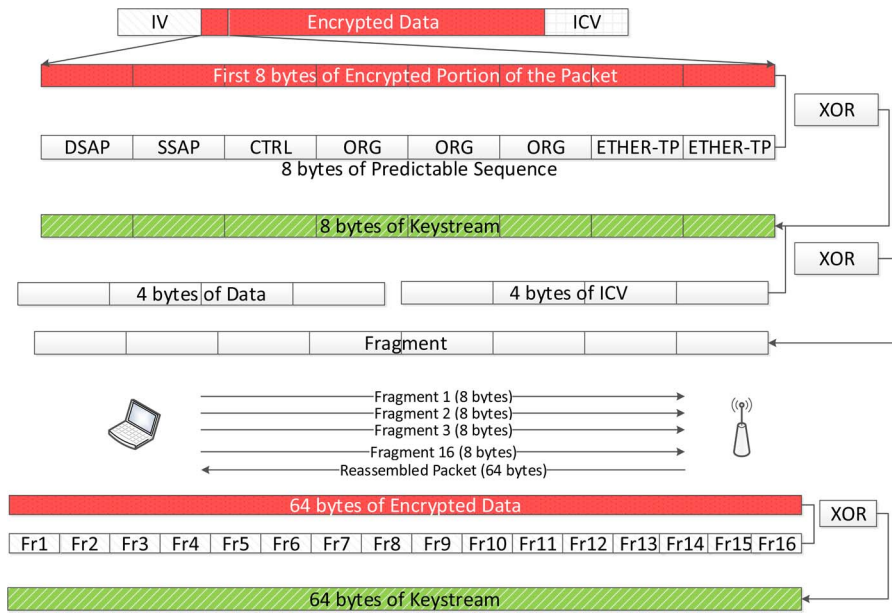 IV Encrypted Data ICV
First 8 bytes of Encrypted Portion of the Packet
XOR
DSAP SSAP CTRL ORG ORG ORG ETHER-TP ETHER-TP
8 bytes of Predictable Sequence
8 bytes of Keystream
XOR
4 bytes of Data 4 bytes of ICV
Fragment
Fragment 1 (8 bytes)
Fragment 2 (8 bytes)
Fragment 3 (8 bytes)
Fragment 16 (8 bytes)
Reassembled Packet (64 bytes)
64 bytes of Encrypted Data
XOR
Fr1 Fr2 Fr3 Fr4 Fr5 Fr6 Fr7 Fr8 Fr9 Fr10 Fr11 Fr12 Fr13 Fr14 Fr15 Fr16
64 bytes of Keystream